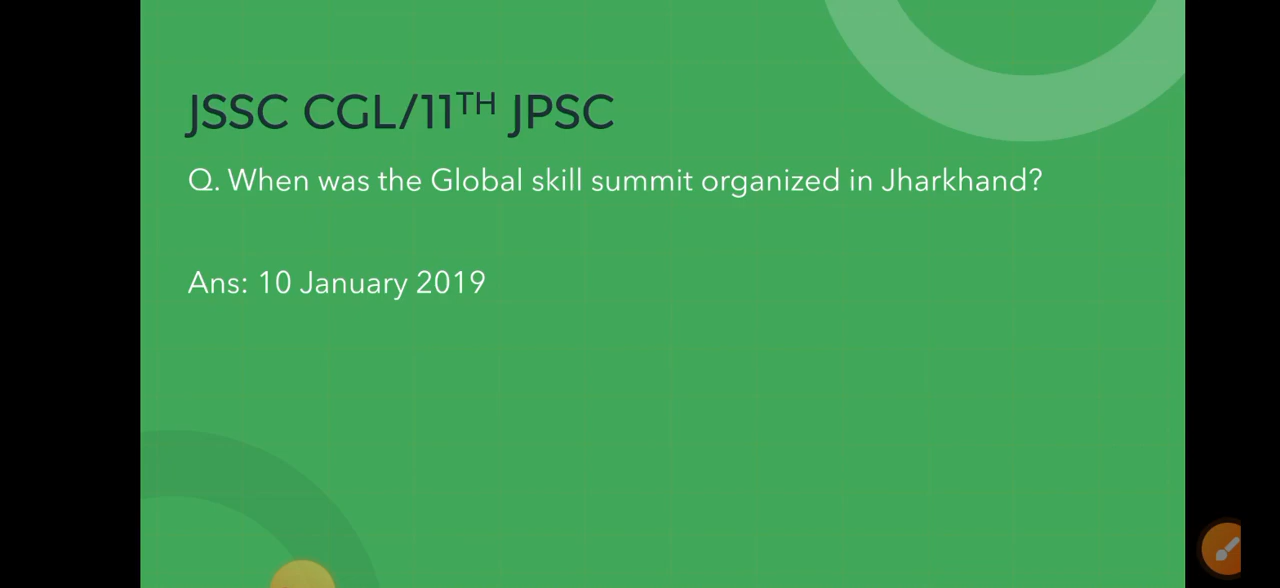 JSSC CGL/11TH JPSC
Q. When was the Global skill summit organized in Jharkhand?
Ans: 10 January 2019